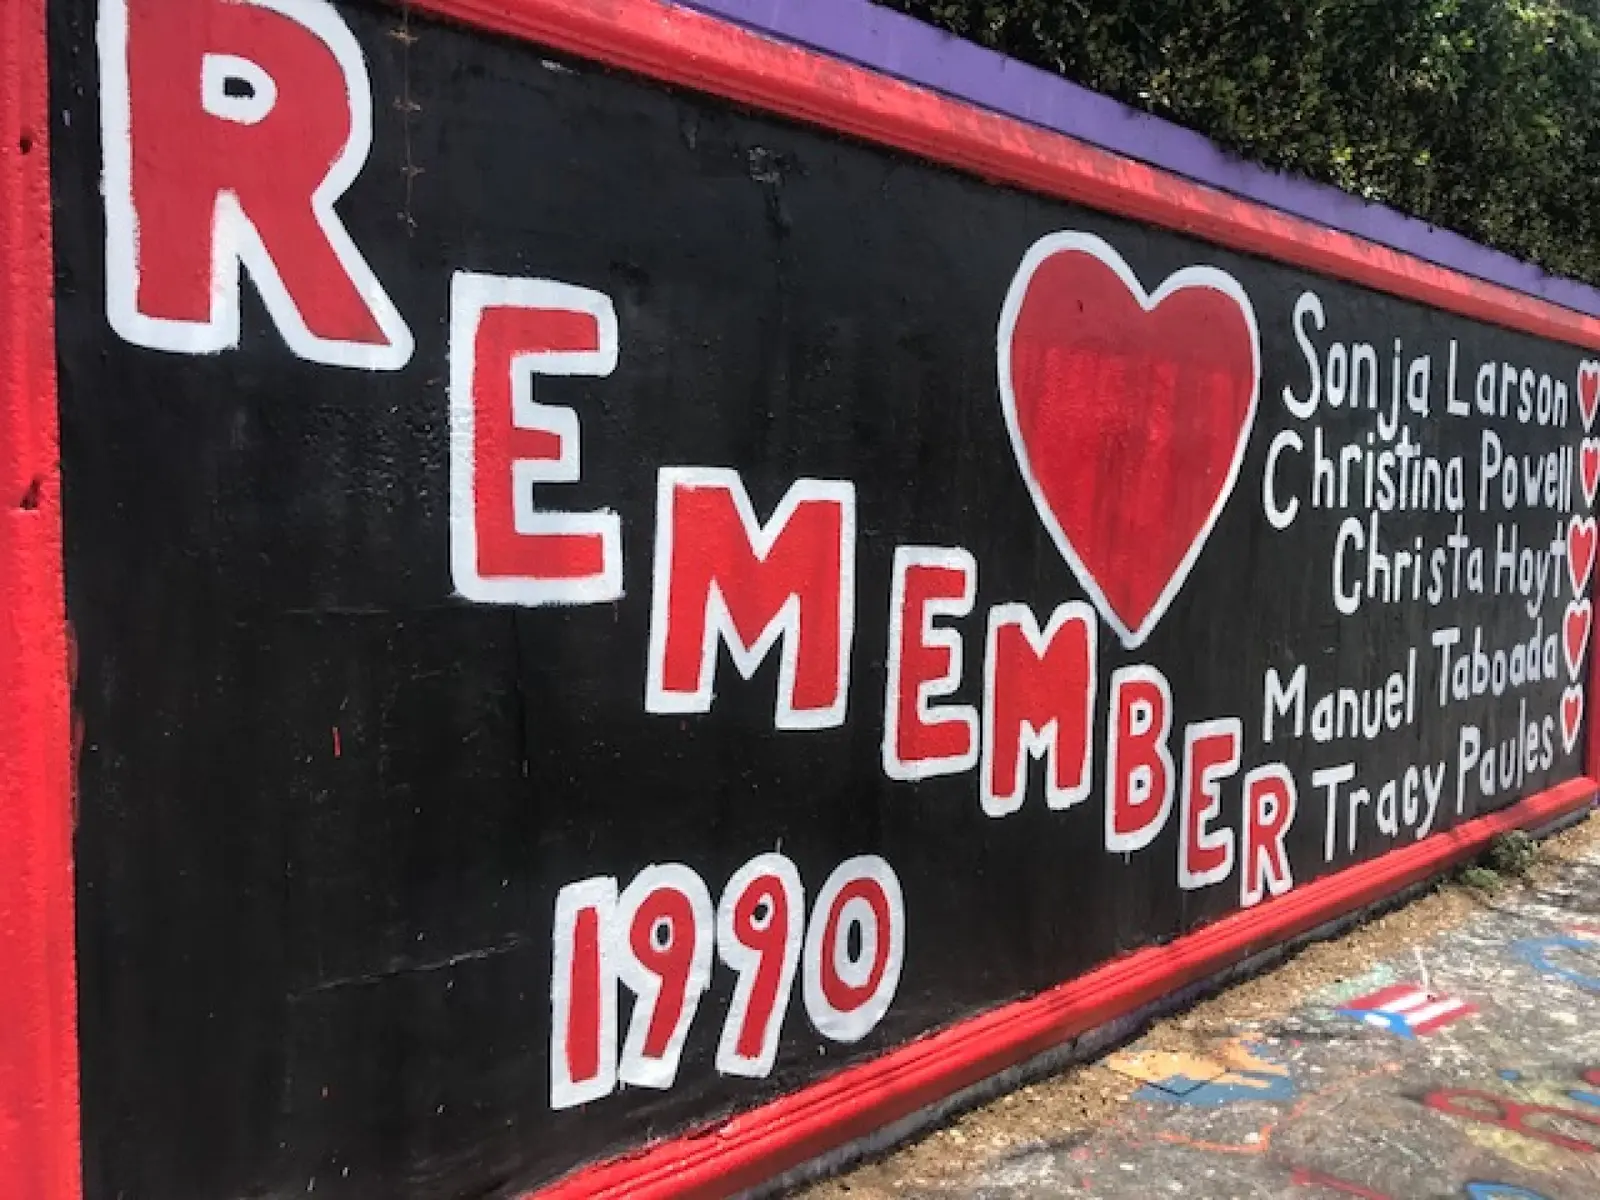 REMEMBER
1990
Sonja Larson
Christina Powell
Christa Hoyt
Manuel Taboada
Tracy Paules